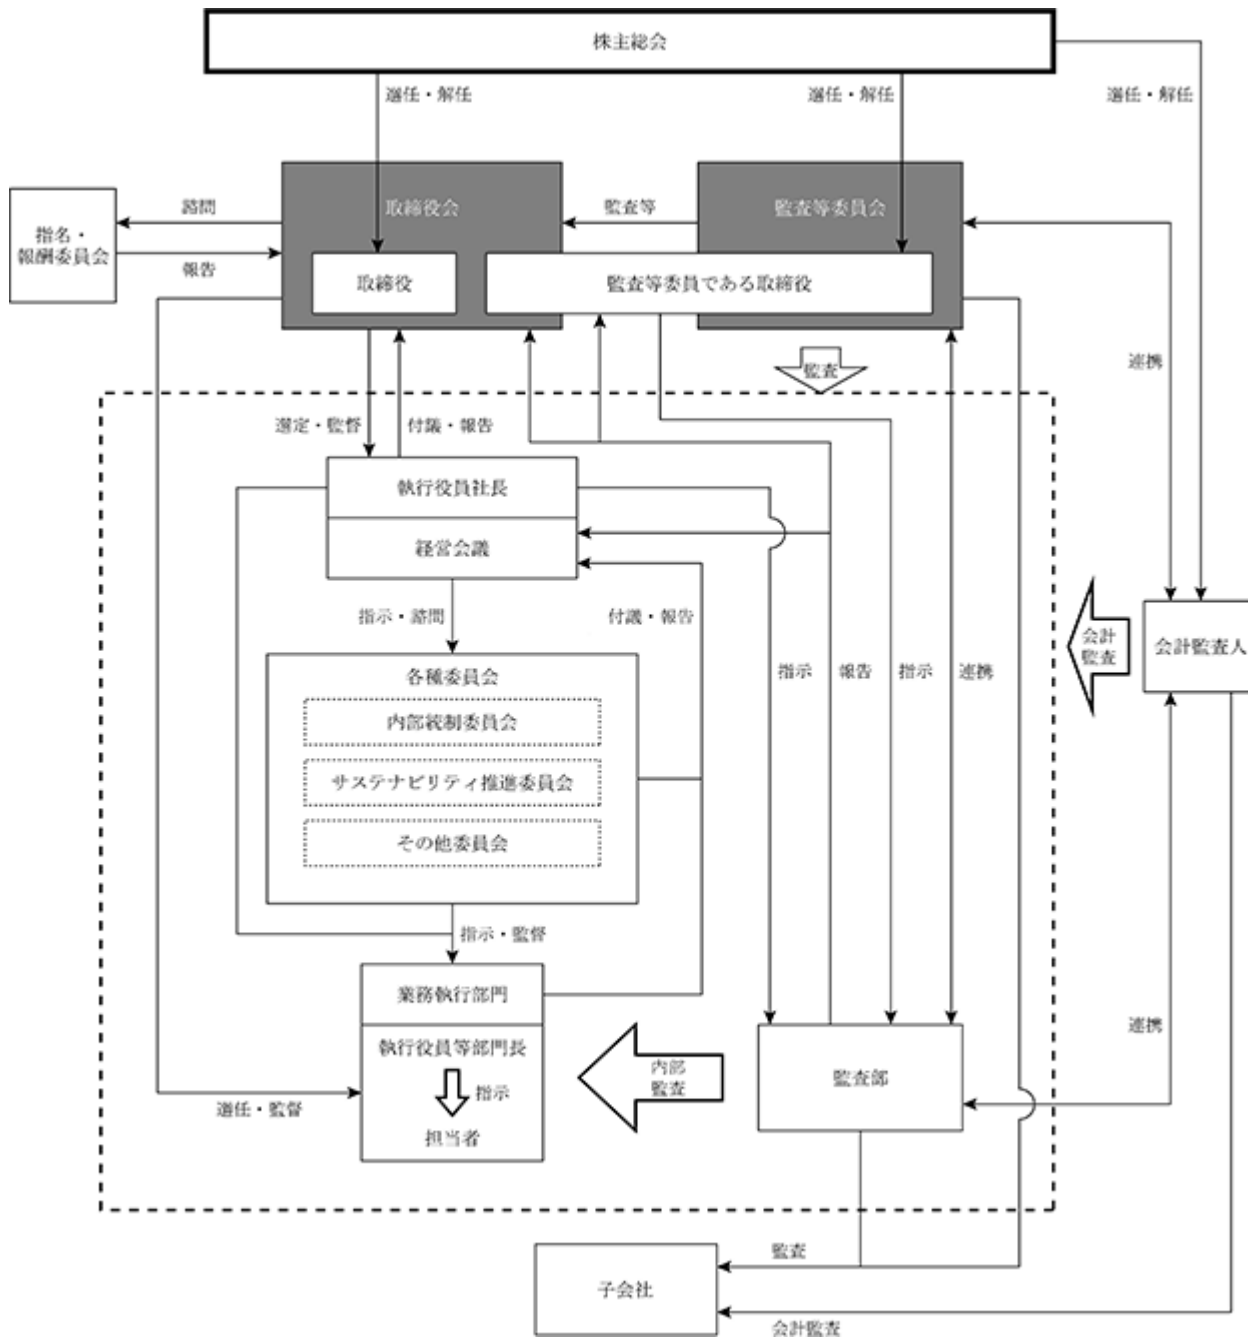 株主総会
選任・解任
選任・解任
選任・解任
取締役会
監査等委員会
諮問
監査等
指名・
報酬委員会
報告
取締役
監査等委員である取締役
連携
監査
選定・監督
付議・報告
執行役員社長
経営会議
指示・諮問
付議・報告
会計
監査
会計監査人
指示
報告
指示
連携
各種委員会
内部統制委員会
サステナビリティ推進委員会
その他委員会
指示・監督
業務執行部門
執行役員等部門長
指示
担当者
内部
監査
監査部
連携
選任・監督
監査
子会社
会計監査